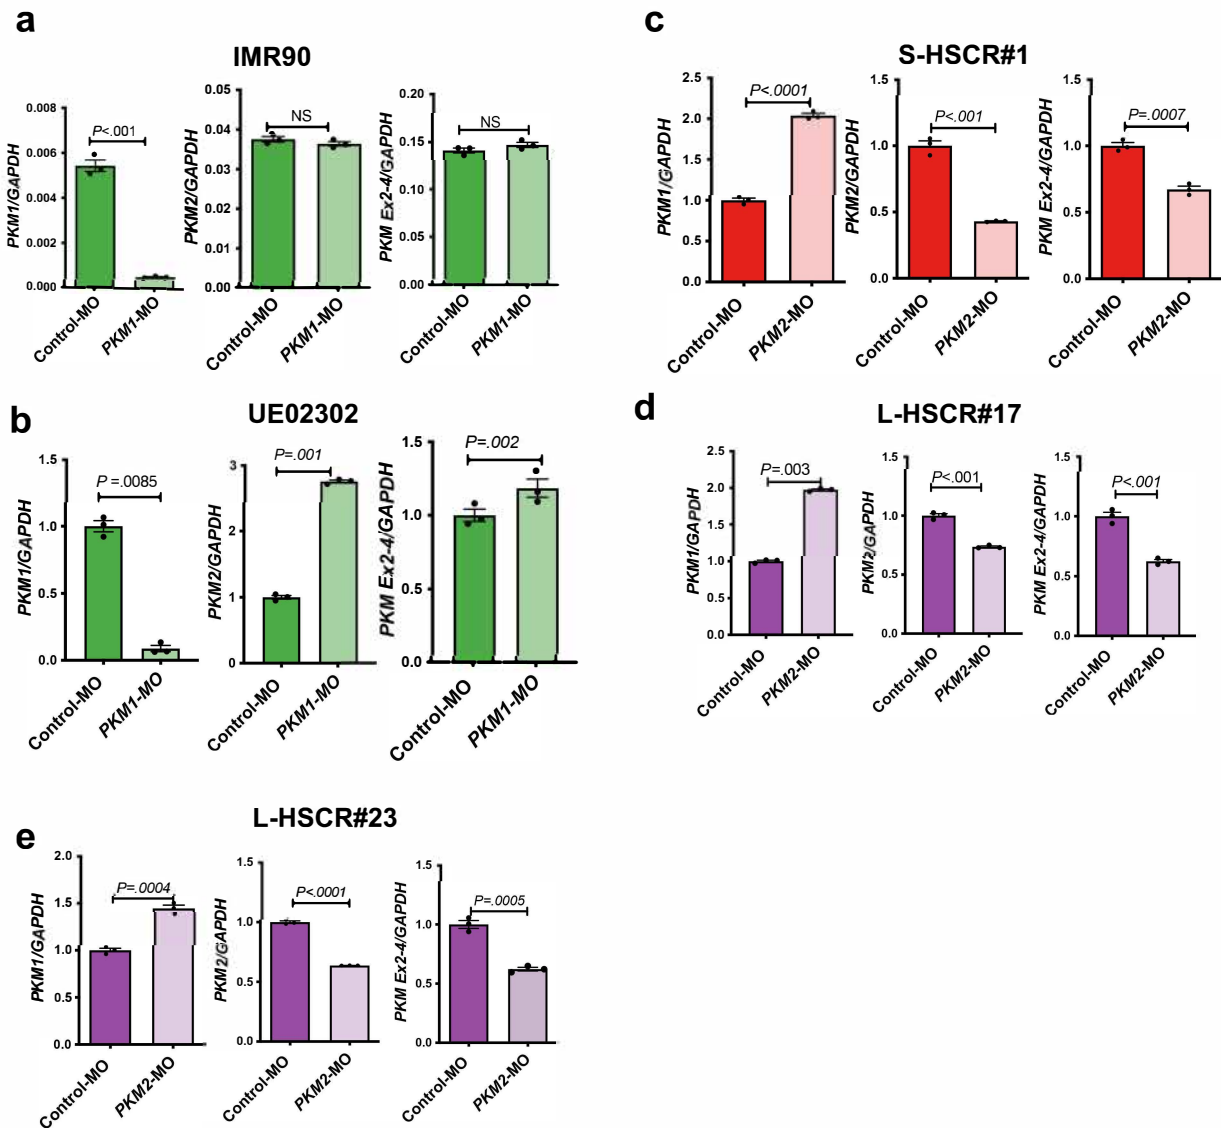 a
IMR90
PKM1/GAPDH
0.008
0.006
0.004
0.002
0.000
P<.001
Control-MO
PKM1-MO
PKM2/GAPDH
0.05
0.04
0.03
0.02
0.01
0.00
NS
Control-MO
PKM1-MO
PKM Ex2-4/GAPDH
0.20
0.15
0.10
0.05
0.00
NS
Control-MO
PKM1-MO
b
UE02302
PKM1/GAPDH
1.5
1.0
0.5
0.0
P=.0085
Control-MO
PKM1-MO
PKM2/GAPDH
3
2
1
0
P=.001
Control-MO
PKM1-MO
PKM Ex2-4/GAPDH
1.5
1.0
0.5
0.0
P=.002
Control-MO
PKM1-MO
c
S-HSCR#1
PKM1/GAPDH
2.5
2.0
1.5
1.0
0.5
0.0
P<.0001
Control-MO
PKM2-MO
PKM2/GAPDH
1.5
1.0
0.5
0.0
P<.001
Control-MO
PKM2-MO
PKM Ex2-4/GAPDH
1.5
1.0
0.5
0.0
P=.0007
Control-MO
PKM2-MO
d
L-HSCR#17
PKM1/GAPDH
2.5
2.0
1.5
1.0
0.5
0.0
P=.003
Control-MO
PKM2-MO
PKM2/GAPDH
1.5
1.0
0.5
0.0
P<.001
Control-MO
PKM2-MO
PKM Ex2-4/GAPDH
1.5
1.0
0.5
0.0
P<.001
Control-MO
PKM2-MO
e
L-HSCR#23
PKM1/GAPDH
2.0
1.5
1.0
0.5
0.0
P=.0004
Control-MO
PKM2-MO
PKM2/GAPDH
1.5
1.0
0.5
0.0
P<.0001
Control-MO
PKM2-MO
PKM Ex2-4/GAPDH
1.5
1.0
0.5
0.0
P=.0005
Control-MO
PKM2-MO